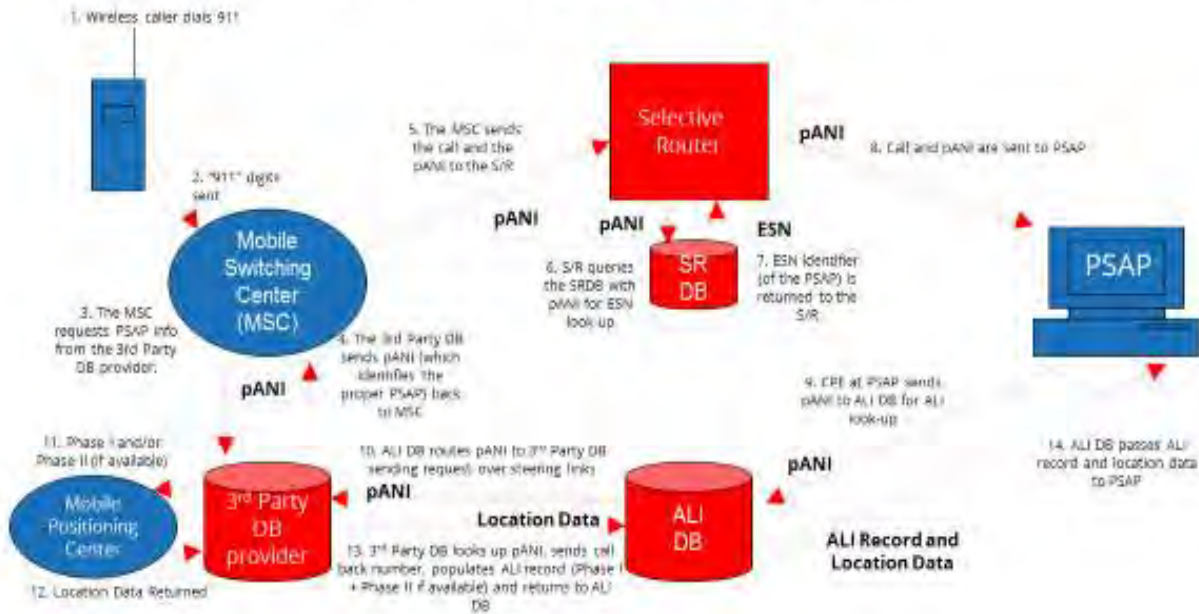 1. Wireless caller dials 911
2. "911" digits
sent
Mobile
Switching
Center
(MSC)
3. The MSC
requests PSAP info
from the 3rd Party
DB provider.
pANI
4. The 3rd Party DB
sends pANI (which
identifies the
proper PSAP) back
to MSC
5. The MSC sends
the call and the
pANI to the S/R
pANI
Selective
Router
pANI
6. S/R queries
the SRDB with
pANI for ESN
look up
SR
DB
ESN
7. ESN identifier
(of the PSAP) is
returned to the
S/R
pANI
8. Call and pANI are sent to PSAP
PSAP
9. CPE at PSAP sends
pANI to ALI DB for ALI
look-up
pANI
10. ALI DB routes pANI to 3rd Party DB
sending request over steering links
pANI
11. Phase I and/or
Phase II (if available)
Mobile
Positioning
Center
12. Location Data Returned
3rd Party
DB
provider
Location Data
13. 3rd Party DB looks up pANI, sends call
back number, populates ALI record (Phase I
+ Phase II if available) and returns to ALI
DB
ALI
DB
ALI Record and
Location Data
14. ALI DB passes ALI
record and location data
to PSAP